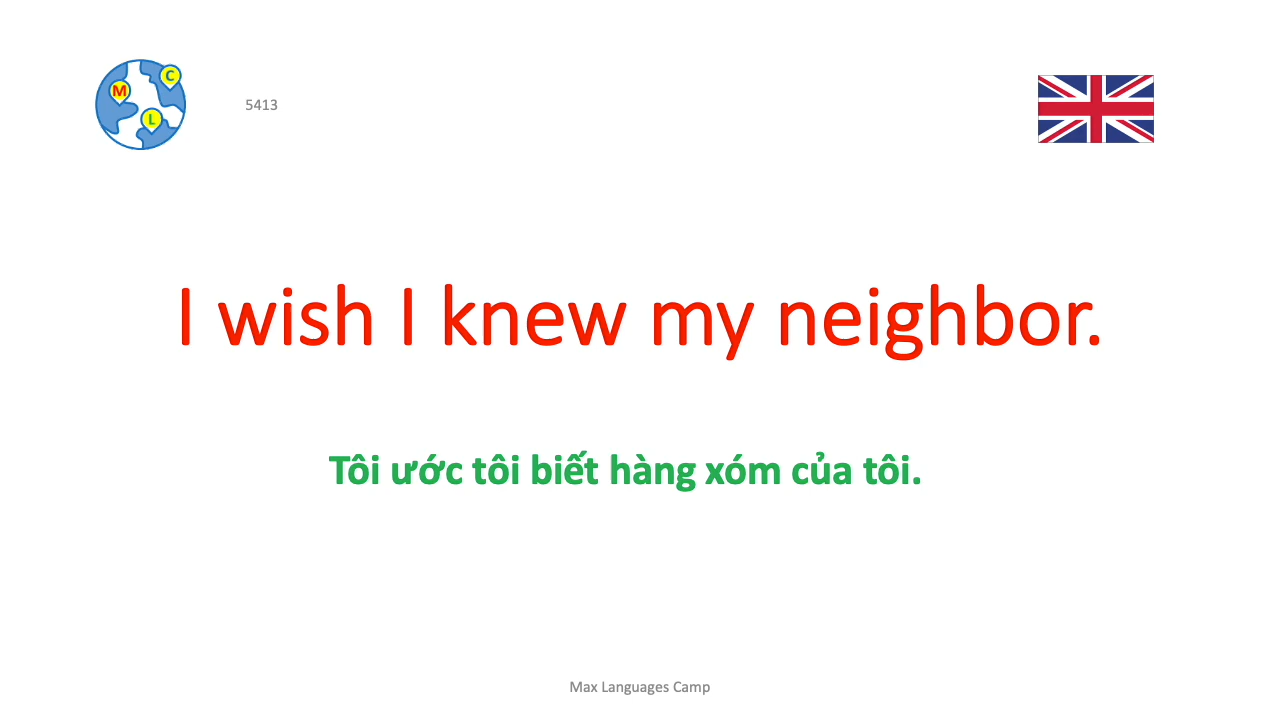 C
M
L
5413
I wish I knew my neighbor.
Tôi ước tôi biết hàng xóm của tôi.
Max Languages Camp